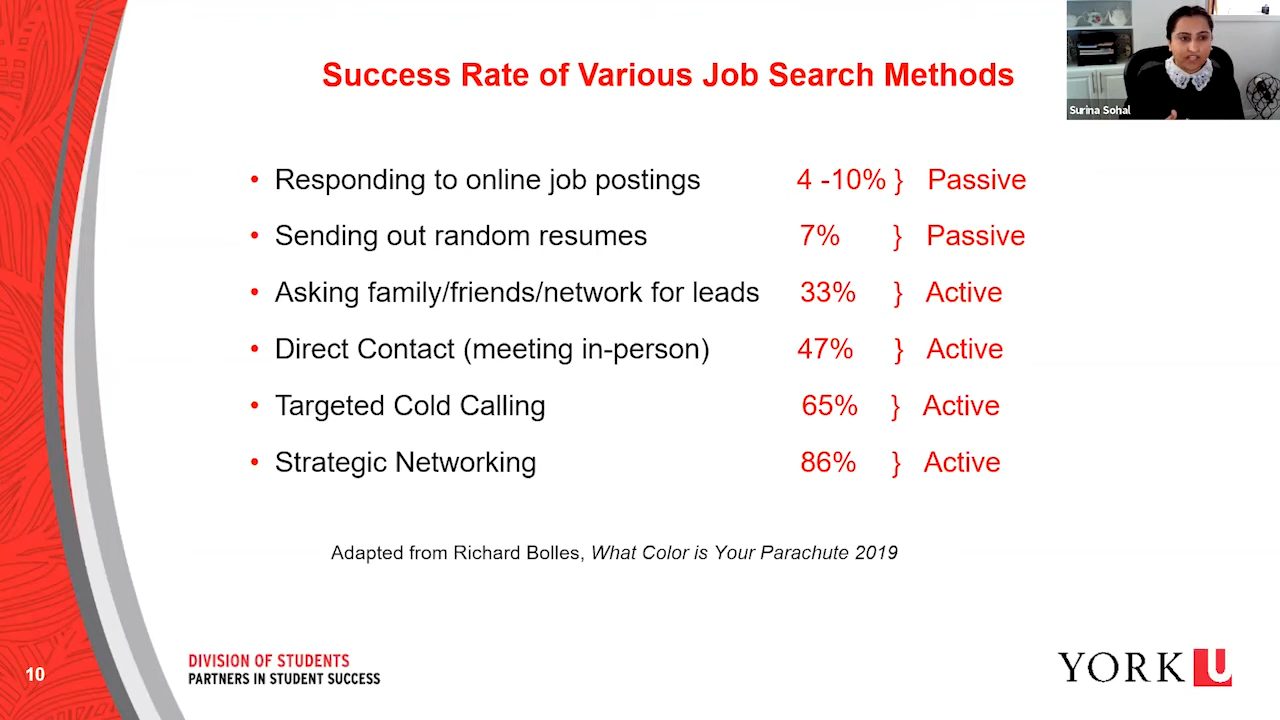 Success Rate of Various Job Search Methods
Surina Sohal
• Responding to online job postings 4 -10% } Passive
• Sending out random resumes 7% } Passive
• Asking family/friends/network for leads 33% } Active
• Direct Contact (meeting in-person) 47% } Active
• Targeted Cold Calling 65% } Active
• Strategic Networking 86% } Active
Adapted from Richard Bolles, What Color is Your Parachute 2019
10
DIVISION OF STUDENTS
PARTNERS IN STUDENT SUCCESS
YORK U